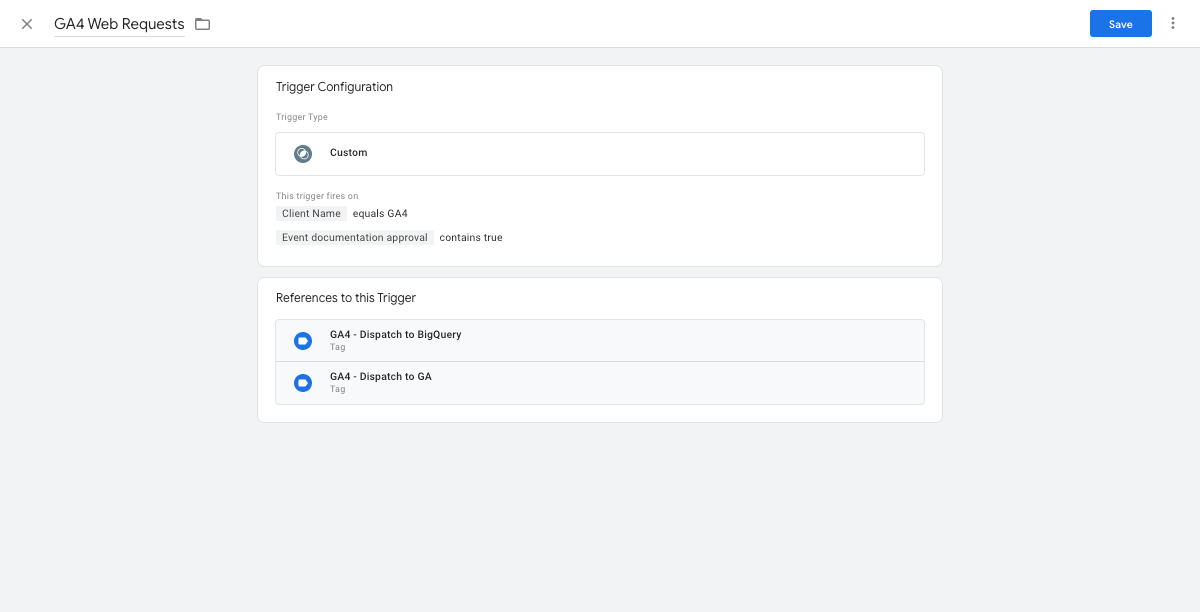 GA4 Web Requests
Save
Trigger Configuration
Trigger Type
Custom
This trigger fires on
Client Name equals GA4
Event documentation approval contains true
References to this Trigger
GA4 - Dispatch to BigQuery
Tag
GA4 - Dispatch to GA
Tag